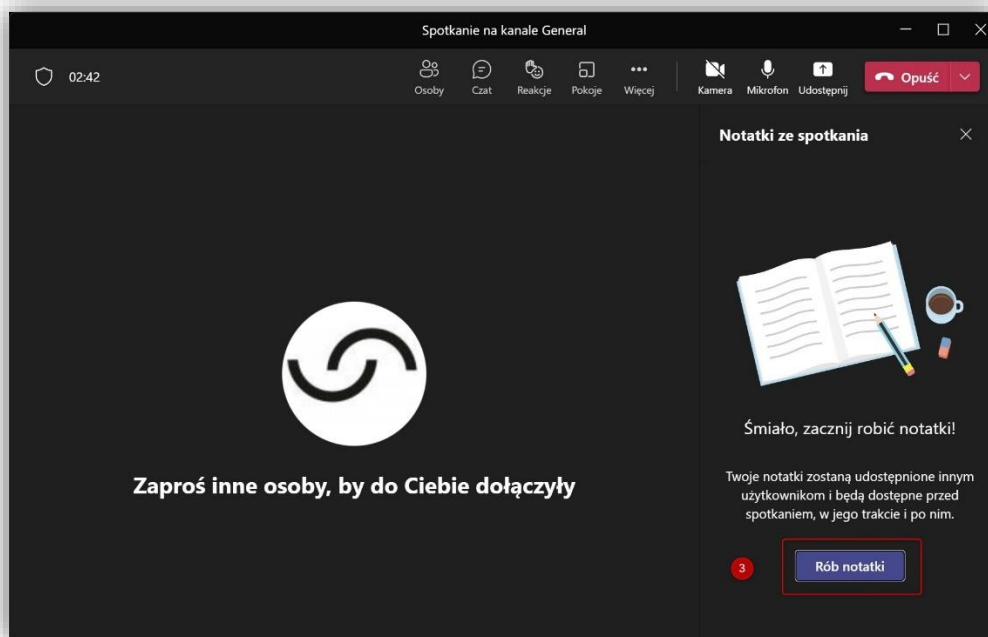 Spotkanie na kanale General
02:42
Osoby
Czat
Reakcje
Pokoje
Więcej
Kamera
Mikrofon
Udostępnij
Opuść
Notatki ze spotkania
Zaproś inne osoby, by do Ciebie dołączyły
Śmiało, zacznij robić notatki!
Twoje notatki zostaną udostępnione innym
użytkownikom i będą dostępne przed
spotkaniem, w jego trakcie i po nim.
3
Rób notatki